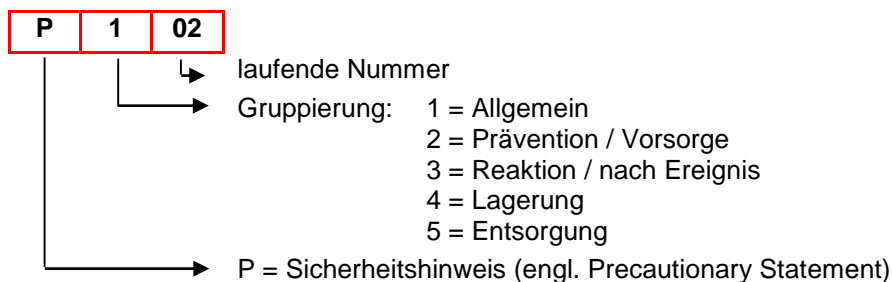 P 1 02
laufende Nummer
Gruppierung: 1 = Allgemein
2 = Prävention / Vorsorge
3 = Reaktion / nach Ereignis
4 = Lagerung
5 = Entsorgung
P = Sicherheitshinweis (engl. Precautionary Statement)